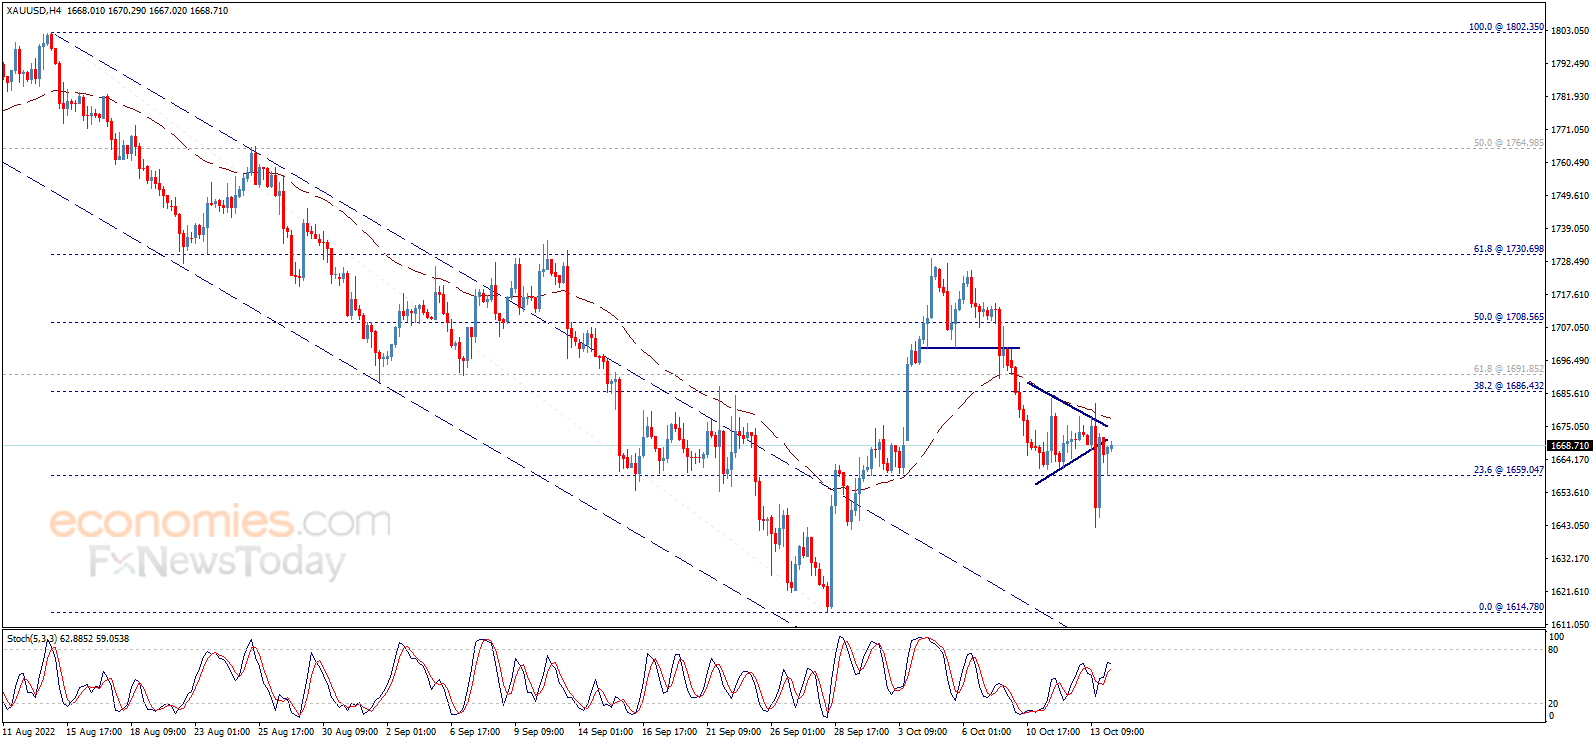 XAUUSD,H4 1668.010 1670.290 1667.020 1668.710
100.0 @ 1802.350
1803.050
1792.490
1781.930
1771.050
50.0 @ 1764.985
1760.490
1749.610
1739.050
61.8 @ 1730.698
1728.490
1717.610
50.0 @ 1708.565
1707.050
1696.490
61.8 @ 1691.852
38.2 @ 1686.432
1685.610
1675.050
1668.710
1664.170
23.6 @ 1659.047
1653.610
1643.050
1632.170
1621.610
0.0 @ 1614.780
1611.050
economies.com
FxNewsToday
Stoch(5,3,3) 62.8852 59.0538
100
80
20
0
11 Aug 2022 15 Aug 17:00 18 Aug 09:00 23 Aug 01:00 25 Aug 17:00 30 Aug 09:00 2 Sep 01:00 6 Sep 17:00 9 Sep 09:00 14 Sep 01:00 16 Sep 17:00 21 Sep 09:00 26 Sep 01:00 28 Sep 17:00 3 Oct 09:00 6 Oct 01:00 10 Oct 17:00 13 Oct 09:00